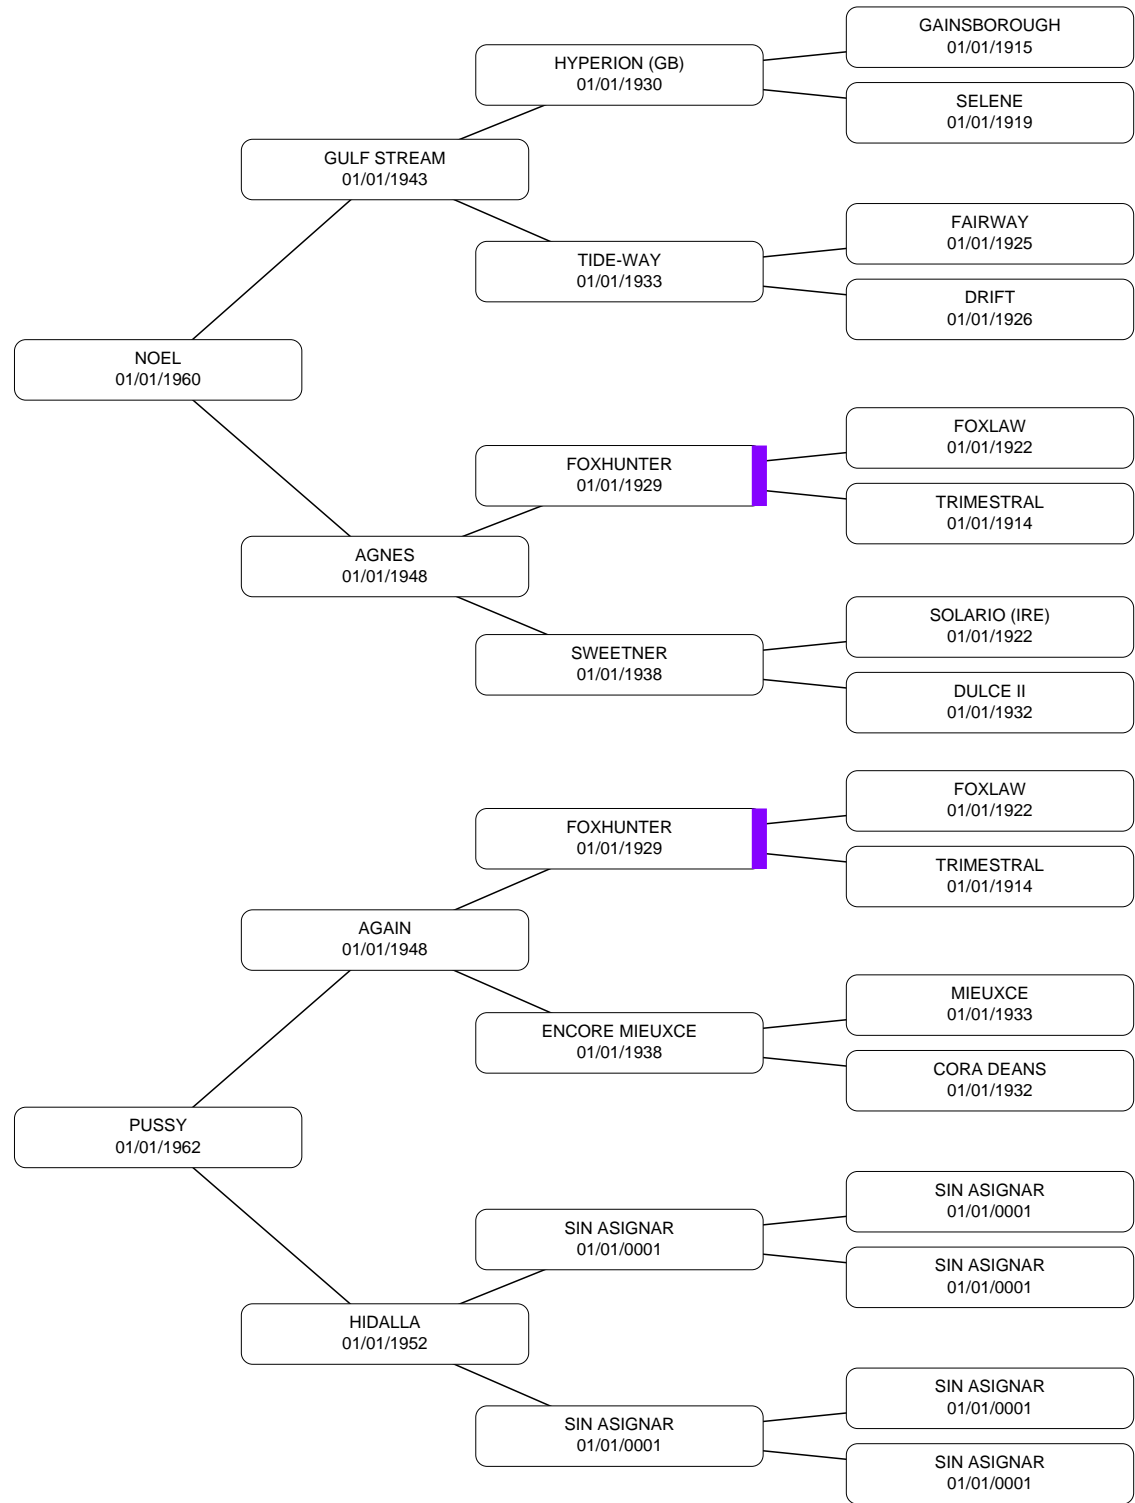 GAINSBOROUGH
01/01/1915
HYPERION (GB)
01/01/1930
SELENE
01/01/1919
GULF STREAM
01/01/1943
FAIRWAY
01/01/1925
TIDE-WAY
01/01/1933
DRIFT
01/01/1926
NOEL
01/01/1960
FOXLAW
01/01/1922
FOXHUNTER
01/01/1929
TRIMESTRAL
01/01/1914
AGNES
01/01/1948
SOLARIO (IRE)
01/01/1922
SWEETNER
01/01/1938
DULCE II
01/01/1932
FOXLAW
01/01/1922
FOXHUNTER
01/01/1929
TRIMESTRAL
01/01/1914
AGAIN
01/01/1948
MIEUXCE
01/01/1933
ENCORE MIEUXCE
01/01/1938
CORA DEANS
01/01/1932
PUSSY
01/01/1962
SIN ASIGNAR
01/01/0001
SIN ASIGNAR
01/01/0001
SIN ASIGNAR
01/01/0001
HIDALLA
01/01/1952
SIN ASIGNAR
01/01/0001
SIN ASIGNAR
01/01/0001
SIN ASIGNAR
01/01/0001